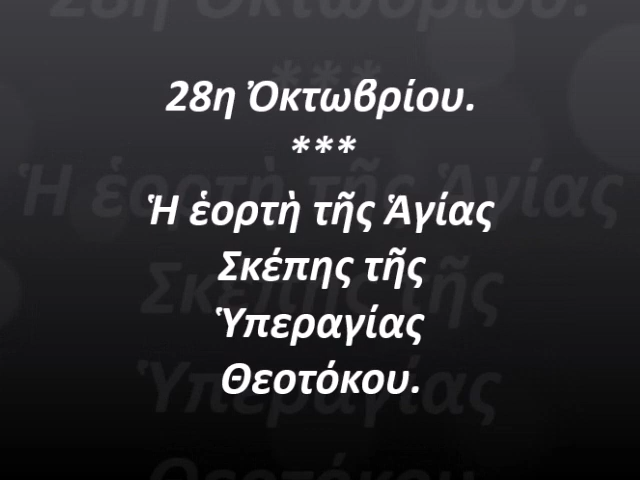 28η Ὀκτωβρίου.
***
Ἡ ἑορτὴ τῆς Ἁγίας
Σκέπης τῆς
Ὑπεραγίας
Θεοτόκου.